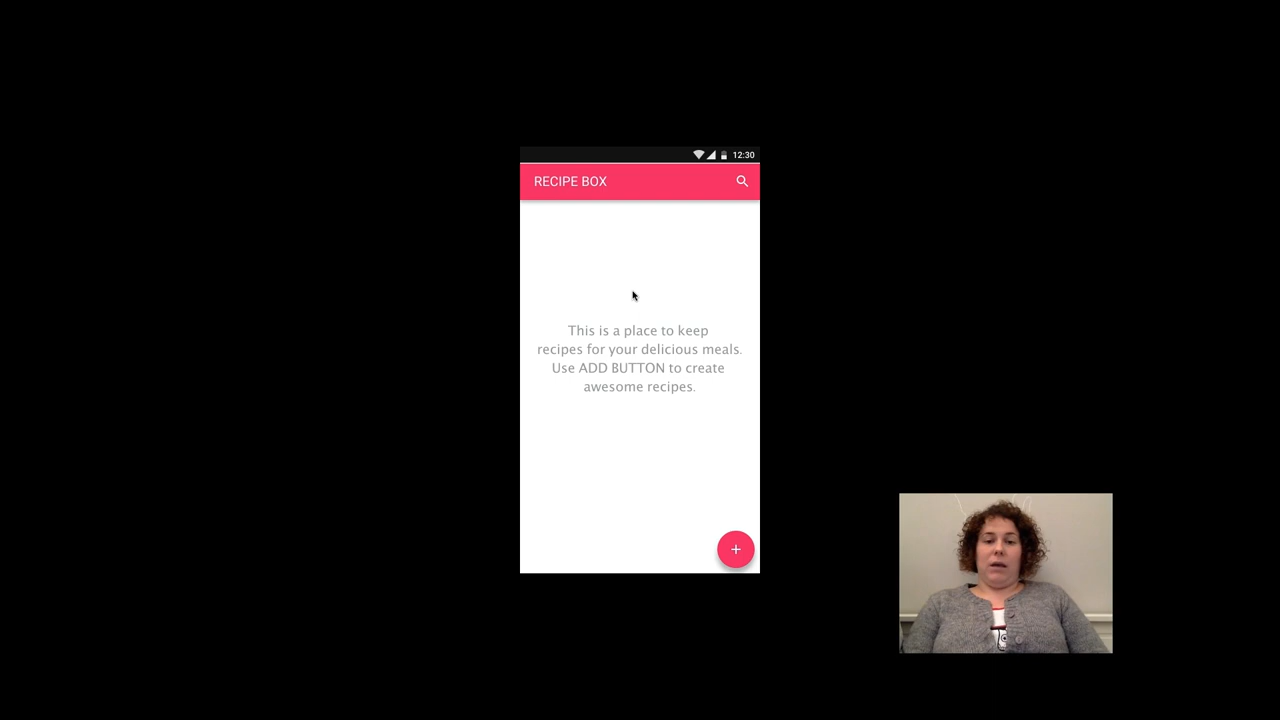 12:30
RECIPE BOX
This is a place to keep
recipes for your delicious meals.
Use ADD BUTTON to create
awesome recipes.